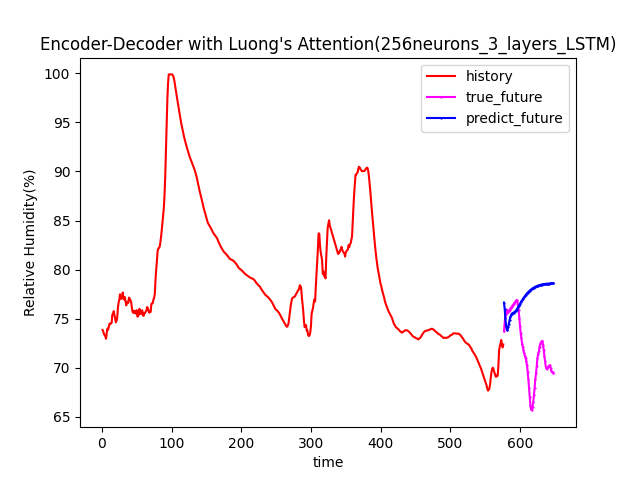 Encoder-Decoder with Luong's Attention(256neurons_3_layers_LSTM)
history
true_future
predict_future
Relative Humidity(%)
100
95
90
85
80
75
70
65
0 100 200 300 400 500 600
time